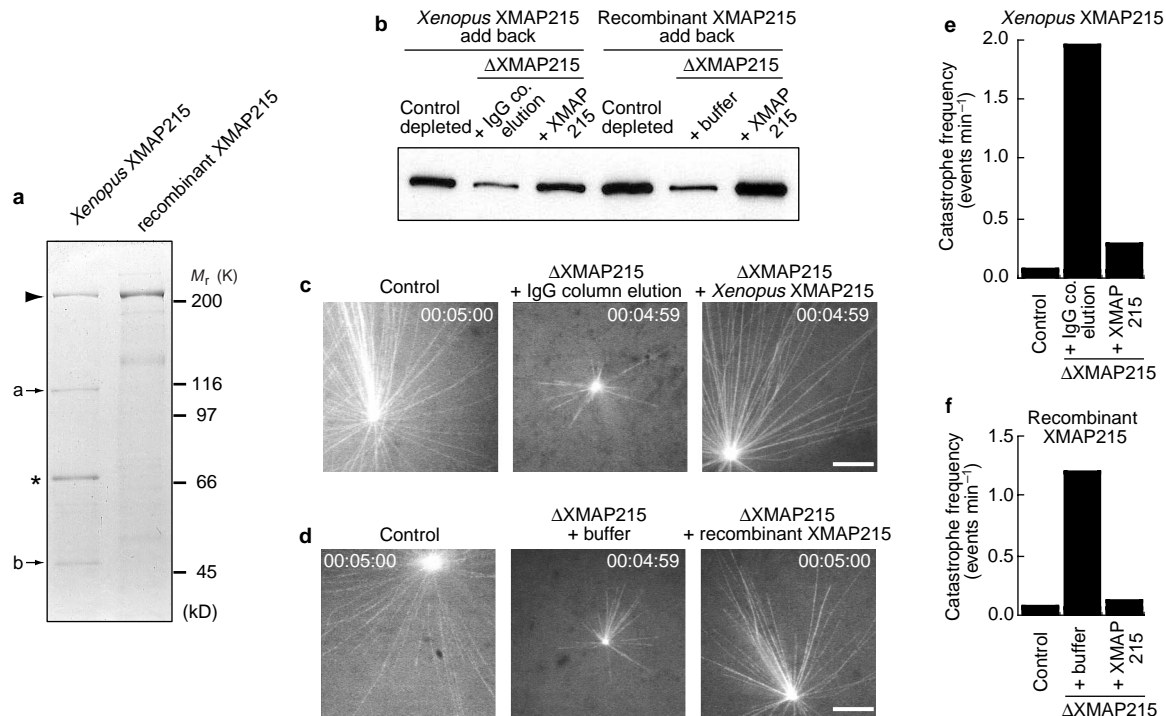 a
Xenopus XMAP215
recombinant XMAP215
Mr (K)
200
a
116
97
*
66
b
45
(kD)
b
Xenopus XMAP215
add back
Recombinant XMAP215
add back
ΔXMAP215
ΔXMAP215
Control
depleted
+ IgG co.
elution
+ XMAP
215
Control
depleted
+ buffer
+ XMAP
215
c
Control
ΔXMAP215
+ IgG column elution
ΔXMAP215
+ Xenopus XMAP215
00:05:00
00:04:59
00:04:59
d
Control
ΔXMAP215
+ buffer
ΔXMAP215
+ recombinant XMAP215
00:05:00
00:04:59
00:05:00
e
Xenopus XMAP215
Catastrophe frequency
(events min–1)
2.0
1.5
1.0
0.5
0.0
Control
+ IgG co.
elution
+ XMAP
215
ΔXMAP215
f
Recombinant
XMAP215
Catastrophe frequency
(events min–1)
1.5
1.0
0.5
0.0
Control
+ buffer
+ XMAP
215
ΔXMAP215